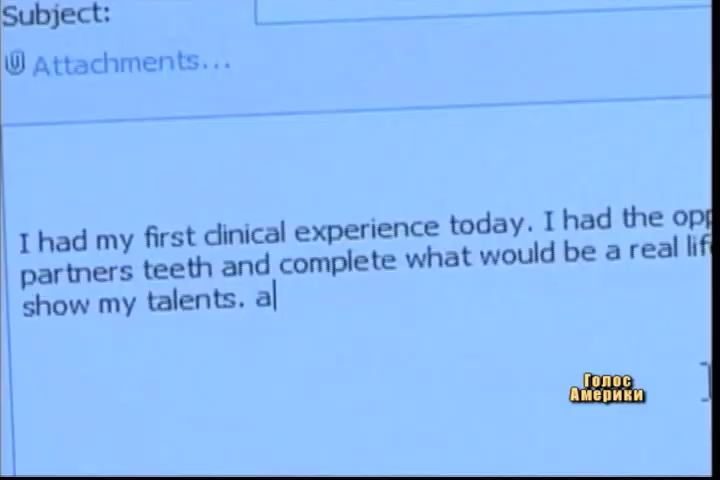 Subject:
Attachments...
I had my first clinical experience today. I had the opp
partners teeth and complete what would be a real life
show my talents. a
Голос
Америки